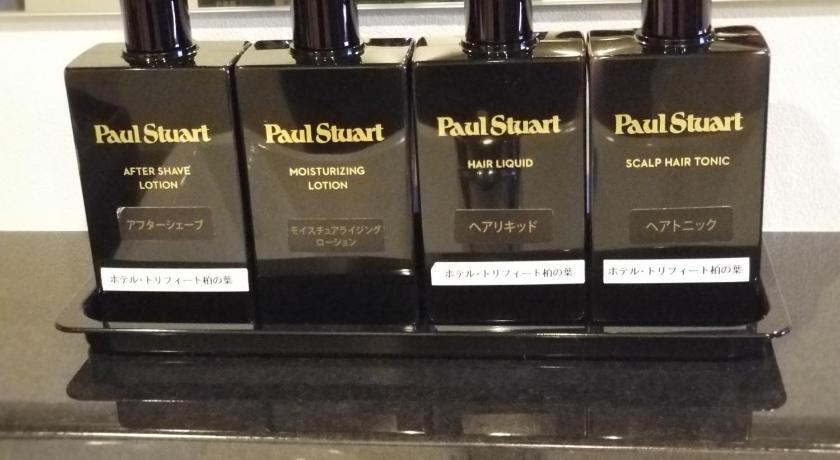 Paul Stuart
AFTER SHAVE
LOTION
アフターシェーブ
ホテル・トリフィート柏の葉
Paul Stuart
MOISTURIZING
LOTION
モイスチュアライジング
ローション
Paul Stuart
HAIR LIQUID
ヘアリキッド
ホテル・トリフィート柏の葉
Paul Stuart
SCALP HAIR TONIC
ヘアトニック
ホテル・トリフィート柏の葉